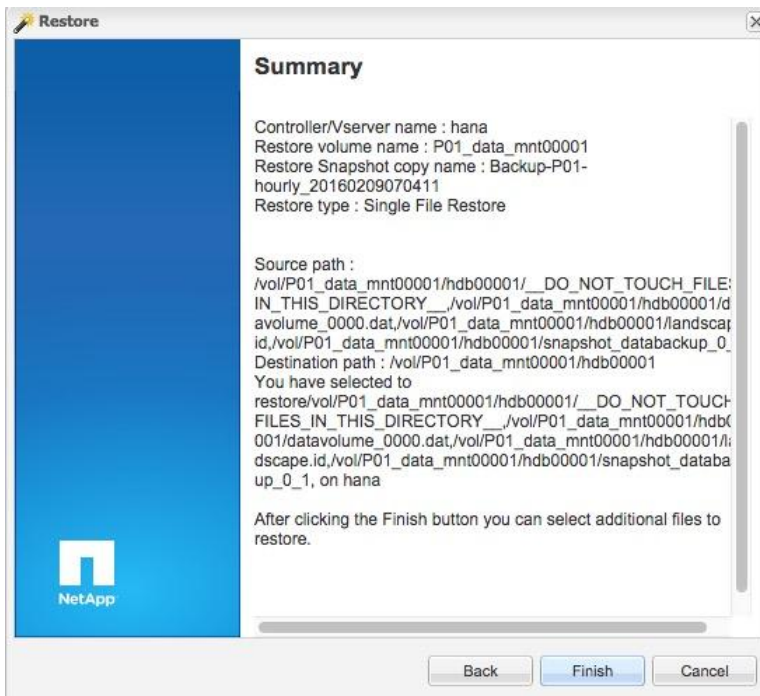 Restore
Summary
Controller/Vserver name : hana
Restore volume name : P01_data_mnt00001
Restore Snapshot copy name : Backup-P01-
hourly_20160209070411
Restore type : Single File Restore
Source path :
/vol/P01_data_mnt00001/hdb00001/__DO_NOT_TOUCH_FILE
IN_THIS_DIRECTORY__,/vol/P01_data_mnt00001/hdb00001/d
avolume_0000.dat,/vol/P01_data_mnt00001/hdb00001/landscap
id,/vol/P01_data_mnt00001/hdb00001/snapshot_databackup_0_
Destination path : /vol/P01_data_mnt00001/hdb00001
You have selected to
restore/vol/P01_data_mnt00001/hdb00001/__DO_NOT_TOUCH
FILES_IN_THIS_DIRECTORY__,/vol/P01_data_mnt00001/hdb0
001/datavolume_0000.dat,/vol/P01_data_mnt00001/hdb00001/la
dscape.id,/vol/P01_data_mnt00001/hdb00001/snapshot_databa
up_0_1, on hana
After clicking the Finish button you can select additional files to
restore.
NetApp
Back
Finish
Cancel